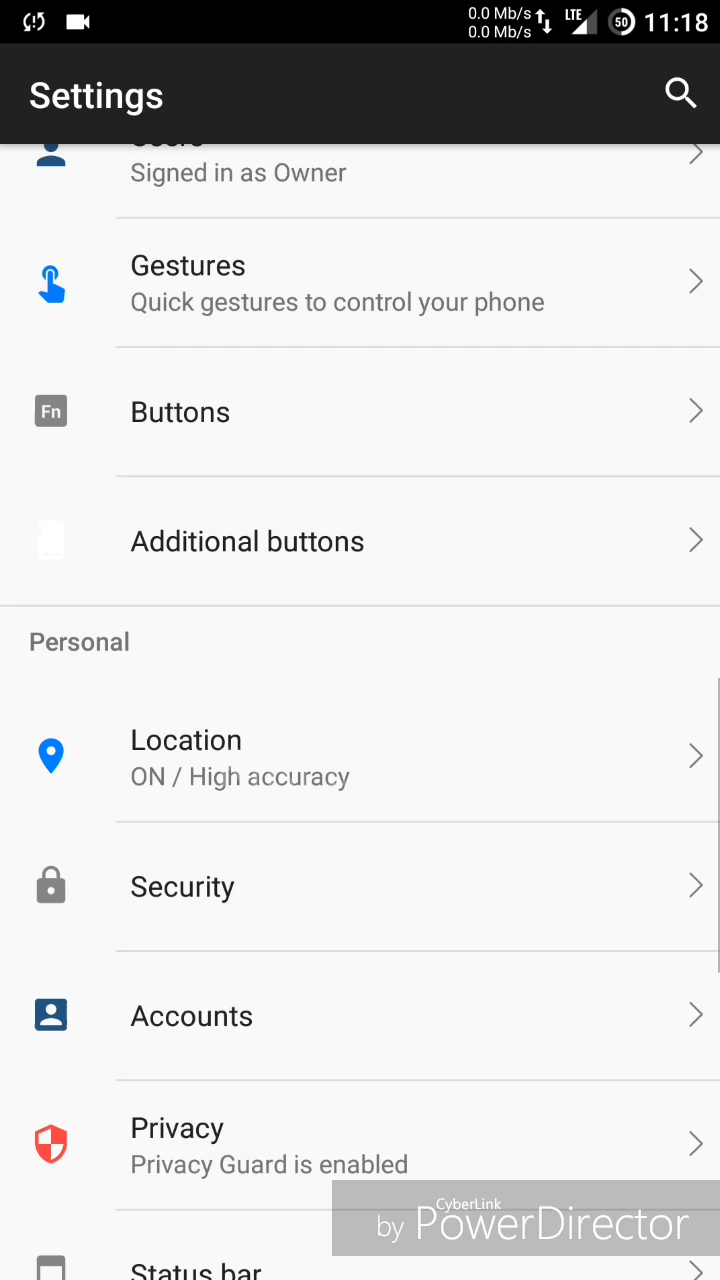 0.0 Mb/s
0.0 Mb/s
LTE
50
11:18
Settings
Users
Signed in as Owner
Gestures
Quick gestures to control your phone
Fn
Buttons
Additional buttons
Personal
Location
ON / High accuracy
Security
Accounts
Privacy
Privacy Guard is enabled
CyberLink
by PowerDirector
Status bar